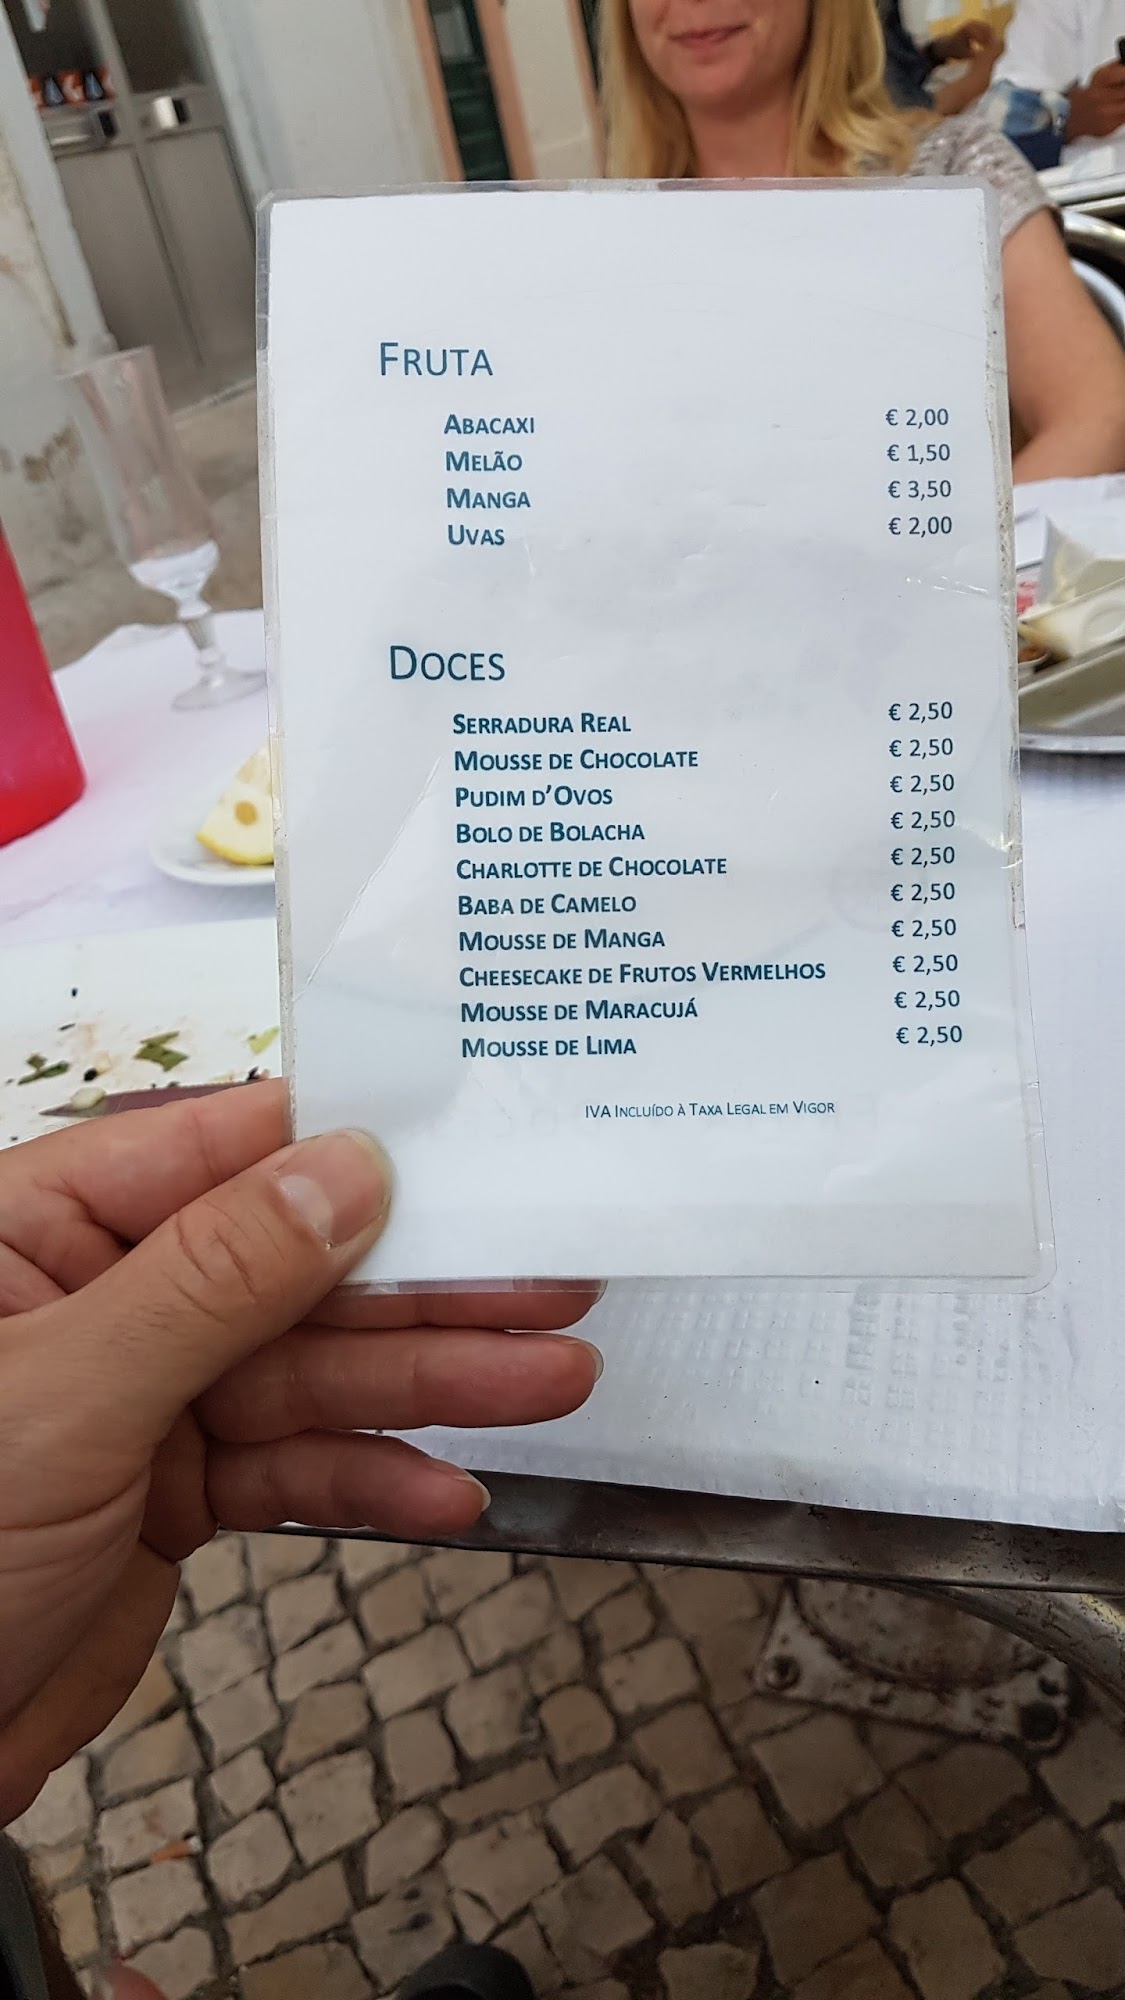 FRUTA
ABACAXI € 2,00
MELÃO € 1,50
MANGA € 3,50
UVAS € 2,00
DOCES
SERRADURA REAL € 2,50
MOUSSE DE CHOCOLATE € 2,50
PUDIM D'OVOS € 2,50
BOLO DE BOLACHA € 2,50
CHARLOTTE DE CHOCOLATE € 2,50
BABA DE CAMELO € 2,50
MOUSSE DE MANGA € 2,50
CHEESECAKE DE FRUTOS VERMELHOS € 2,50
MOUSSE DE MARACUJÁ € 2,50
MOUSSE DE LIMA € 2,50
IVA INCLUÍDO À TAXA LEGAL EM VIGOR